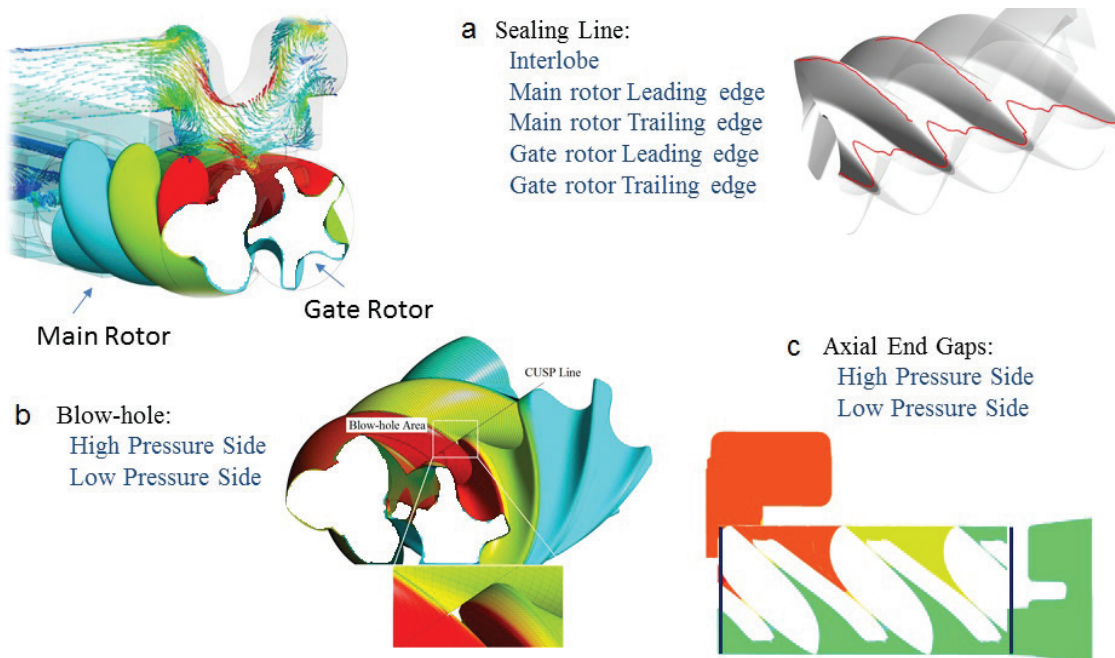 a Sealing Line:
Interlobe
Main rotor Leading edge
Main rotor Trailing edge
Gate rotor Leading edge
Gate rotor Trailing edge
Main Rotor
Gate Rotor
b Blow-hole:
High Pressure Side
Low Pressure Side
CUSP Line
Blow-hole Area
c Axial End Gaps:
High Pressure Side
Low Pressure Side